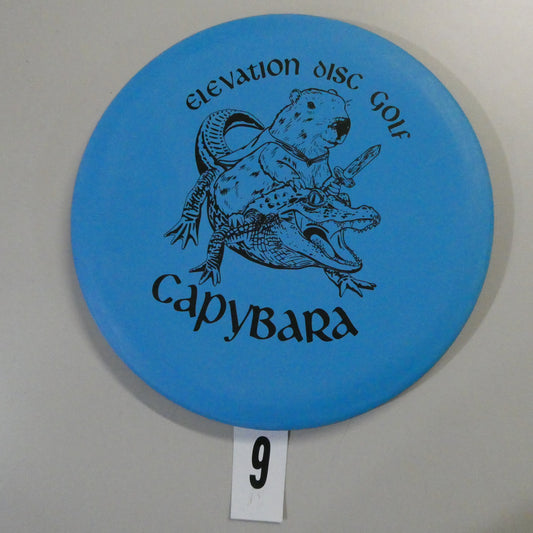 ELEVATION DISC GOLF
CAPYBARA
9